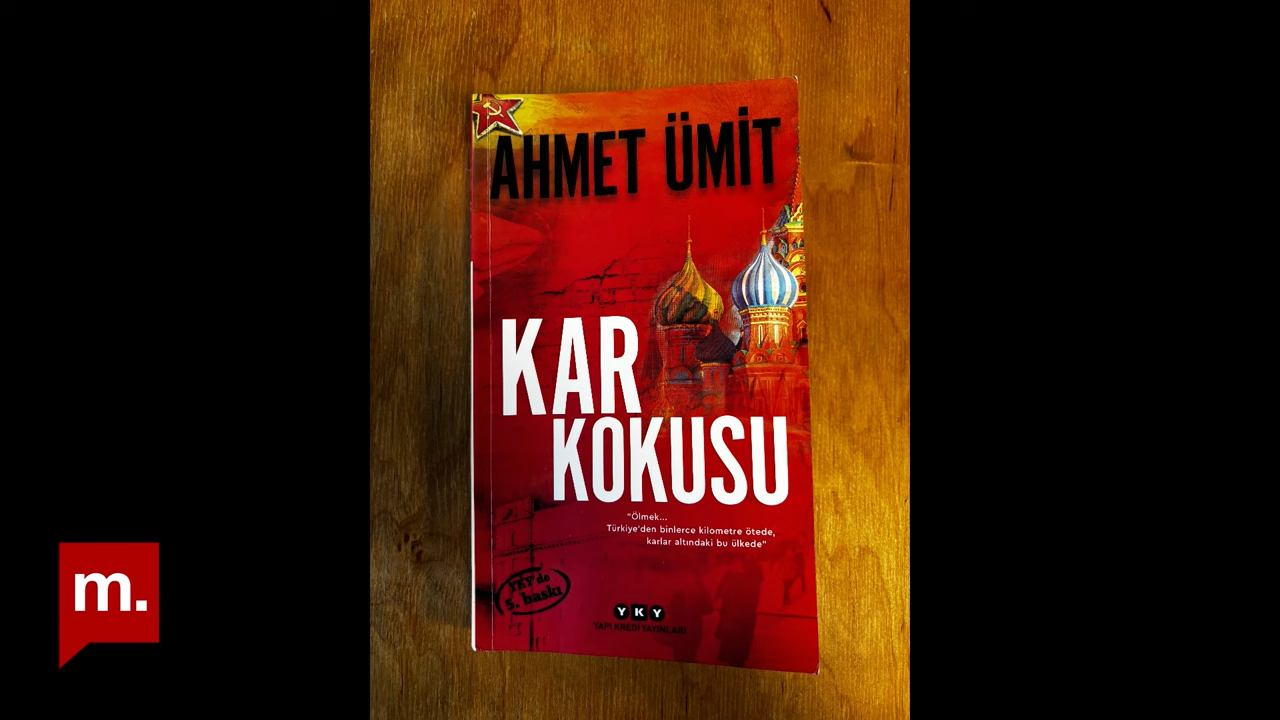 AHMET ÜMİT
KAR
KOKUSU
"Ölmek...
Türkiye'den binlerce kilometre ötede,
karlar altındaki bu ülkede"
YKY'de
5. baskı
YKY
YAPI KREDİ YAYINLARI
m.